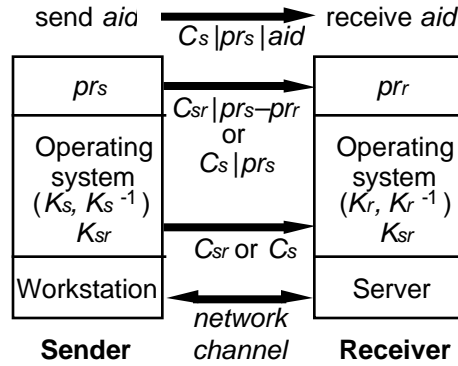 send aid
receive aid
Cs|prs|aid
prs
prr
Csr|prs–prr
or
Cs|prs
Operating
system
(Ks, Ks -1)
Ksr
Operating
system
(Kr, Kr -1)
Ksr
Csr or Cs
Workstation
Server
network
channel
Sender
Receiver